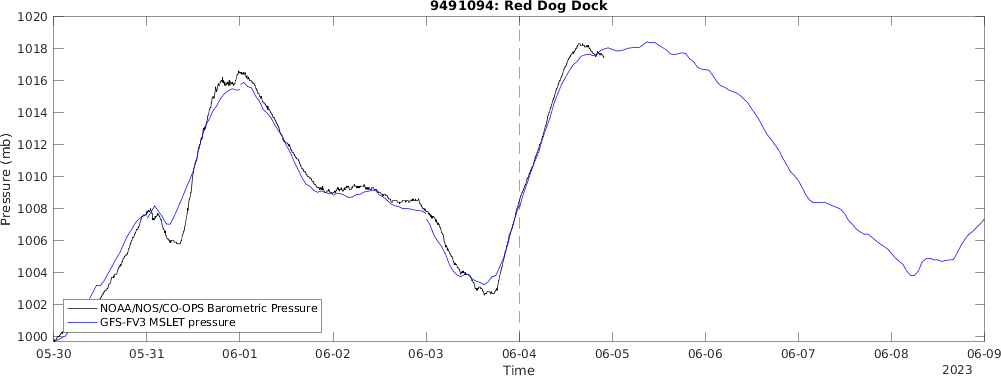 9491094: Red Dog Dock
1020
1018
1016
1014
1012
1010
1008
1006
1004
1002
1000
Pressure (mb)
NOAA/NOS/CO-OPS Barometric Pressure
GFS-FV3 MSLET pressure
05-30 05-31 06-01 06-02 06-03 06-04 06-05 06-06 06-07 06-08 06-09
Time
2023